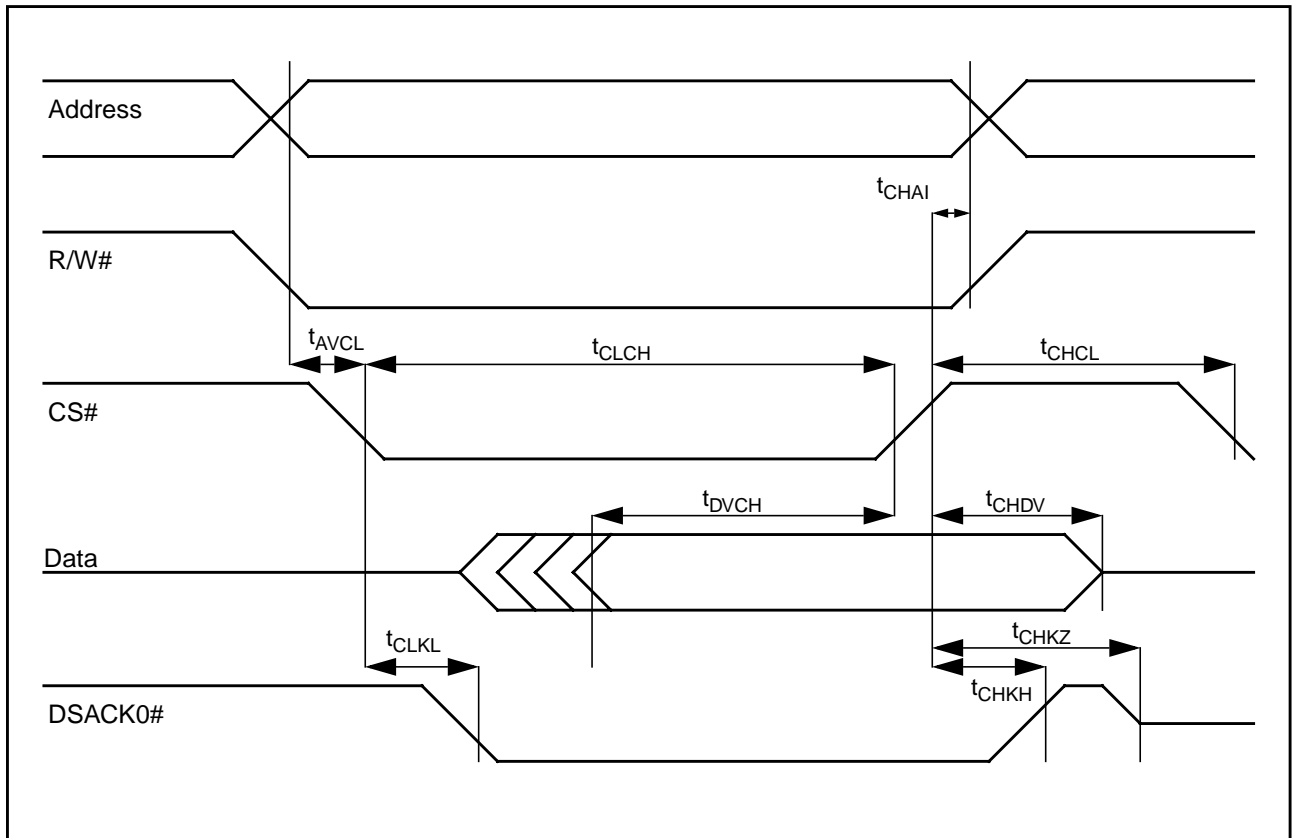 Address
tCHAI
R/W#
tAVCL
tCLCH
tCHCL
CS#
tDVCH
tCHDV
Data
tCLKL
tCHKZ
tCHKH
DSACK0#